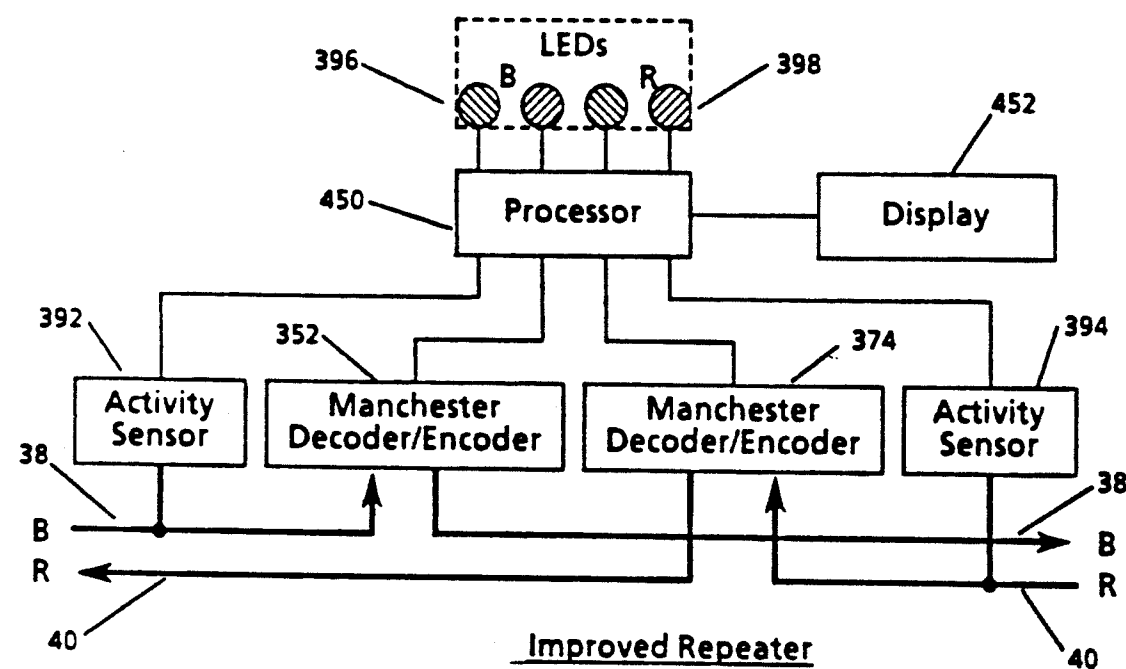 LEDs
396
B
R
398
452
450
Processor
Display
392
352
374
394
Activity
Sensor
Manchester
Decoder/Encoder
Manchester
Decoder/Encoder
Activity
Sensor
38
38
B
B
R
R
40
40
Improved Repeater